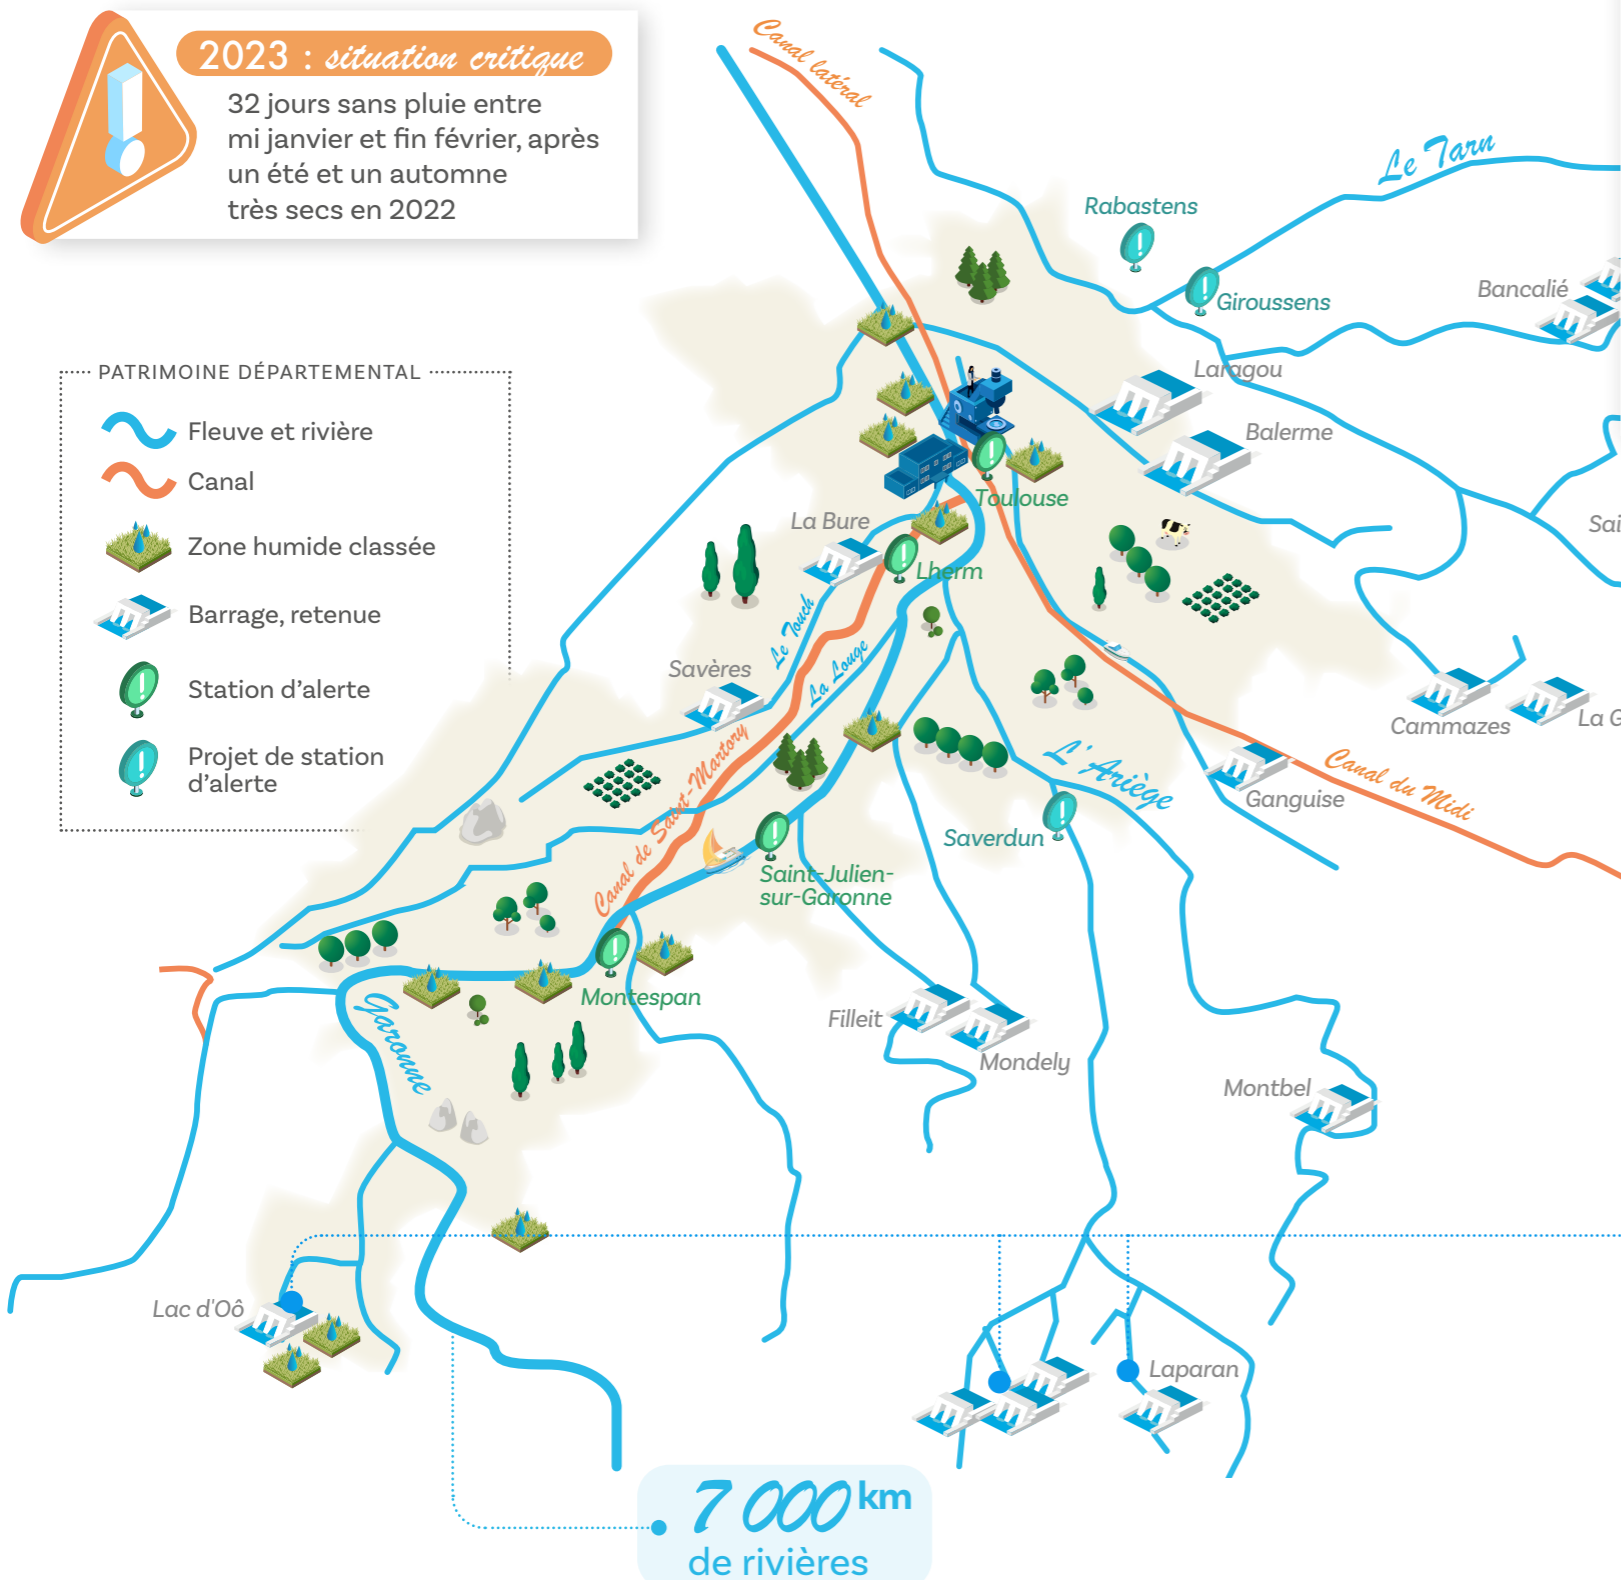 2023 : situation critique
32 jours sans pluie entre
mi janvier et fin février, après
un été et un automne
très secs en 2022
PATRIMOINE DÉPARTEMENTAL
Fleuve et rivière
Canal
Zone humide classée
Barrage, retenue
Station d'alerte
Projet de station
d'alerte
Canal latéral
Le Tarn
Rabastens
Giroussens
Bancalié
Laragou
Balerme
Toulouse
La Bure
Lherm
Le Touch
La Louge
Savères
Canal de Saint-Martory
Cammazes
L'Ariège
Canal du Midi
Ganguise
Saverdun
Saint-Julien-
sur-Garonne
Montespan
Garonne
Filleit
Mondely
Montbel
Lac d'Oô
Laparan
7 000 km
de rivières